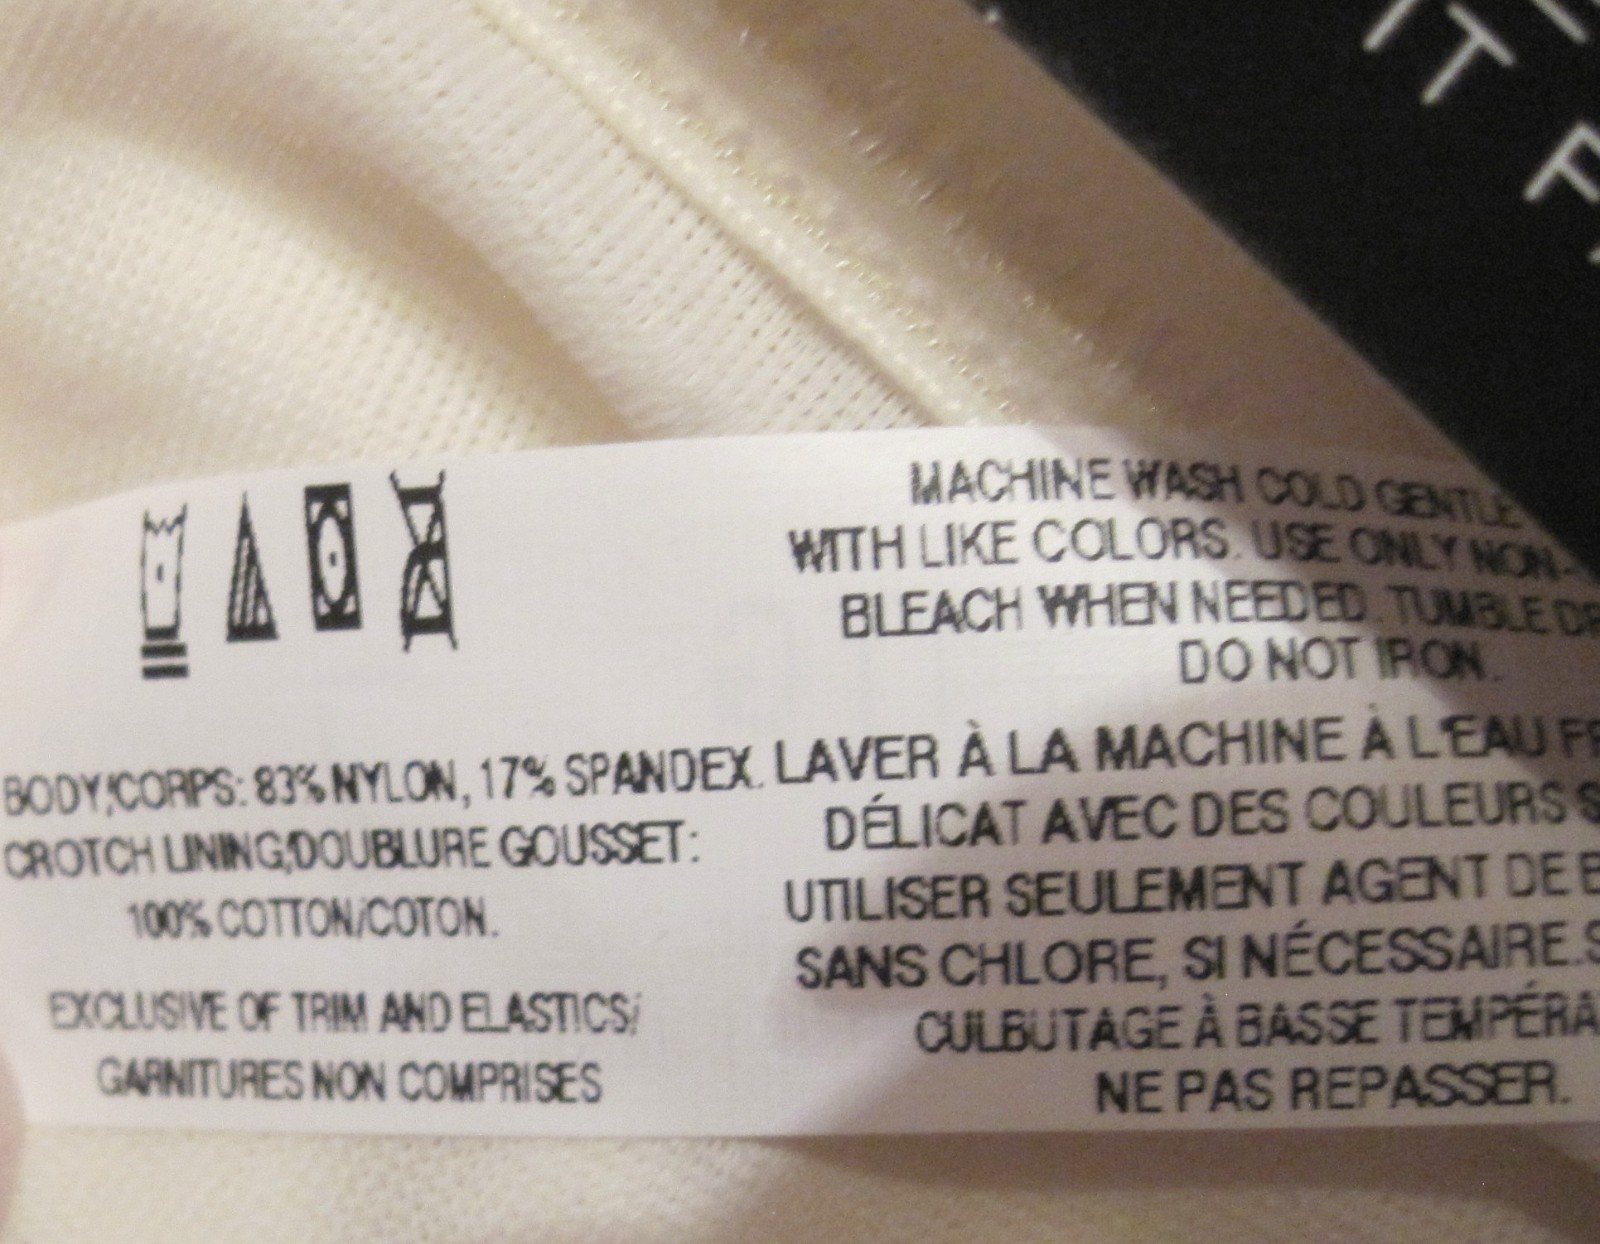 IT
MACHINE WASH COLD GENTLE
WITH LIKE COLORS. USE ONLY NON-
BLEACH WHEN NEEDED. TUMBLE
DO NOT IRON.
BODY/CORPS: 83% NYLON, 17% SPANDEX.
CROTCH LINING/DOUBLURE GOUSSET:
100% COTTON/COTON.
EXCLUSIVE OF TRIM AND ELASTICS/
GARNITURES NON COMPRISES
LAVER À LA MACHINE À L'EAU
DÉLICAT AVEC DES COULEURS
UTILISER SEULEMENT AGENT DE
SANS CHLORE, SI NÉCESSAIRE.
CULBUTAGE À BASSE TEMPÉRA
NE PAS REPASSER.